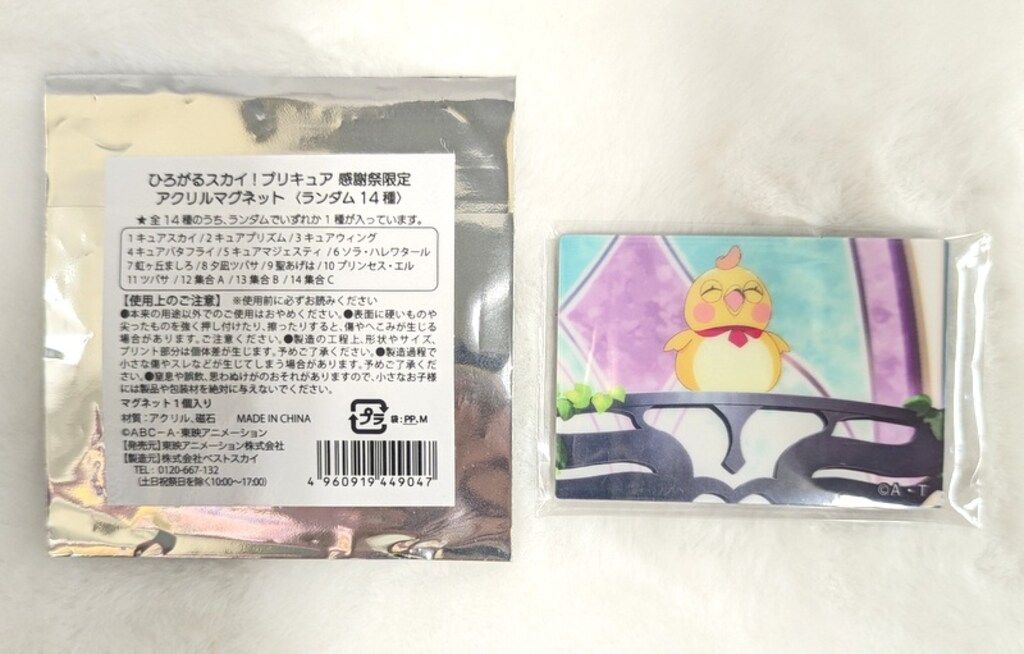 ひろがるスカイ!プリキュア 感謝祭限定
アクリルマグネット 〈ランダム14種〉
★全14種のうち、ランダムでいずれか1種が入っています。
1 キュアスカイ/2 キュアプリズム/3 キュアウィング
4 キュアバタフライ/5 キュアマジェスティ/6 ソラ・ハレワタール
7 虹ヶ丘ましろ/8 夕凪ツバサ/9 聖あげは/10 プリンセス・エル
11 ツバサ/12 集合A/13 集合B/14 集合C
【使用上のご注意】 ※使用前に必ずお読みください
●本来の用途以外でのご使用はおやめください。●表面に硬いものや
尖ったものを強く押し付けたり、擦ったりすると、傷やへこみが生じる
場合があります。ご注意ください。●製造の工程上、形状やサイズ、
プリント部分は個体差が生じます。予めご了承ください。●製造過程で
小さな傷やスレなどが生じてしまう場合があります。予めご了承くだ
さい。●窒息や誤飲、思わぬけがのおそれがありますので、小さなお子様
には製品や包装材を絶対に与えないでください。
マグネット1個入り
材質:アクリル、磁石 MADE IN CHINA
プラ 袋:PP,M
©ABC-A・東映アニメーション
【発売元】東映アニメーション株式会社
【製造元】株式会社ベストスカイ
TEL:0120-667-132
(土日祝祭日を除く10:00~17:00)
4 960919 449047
©A・T